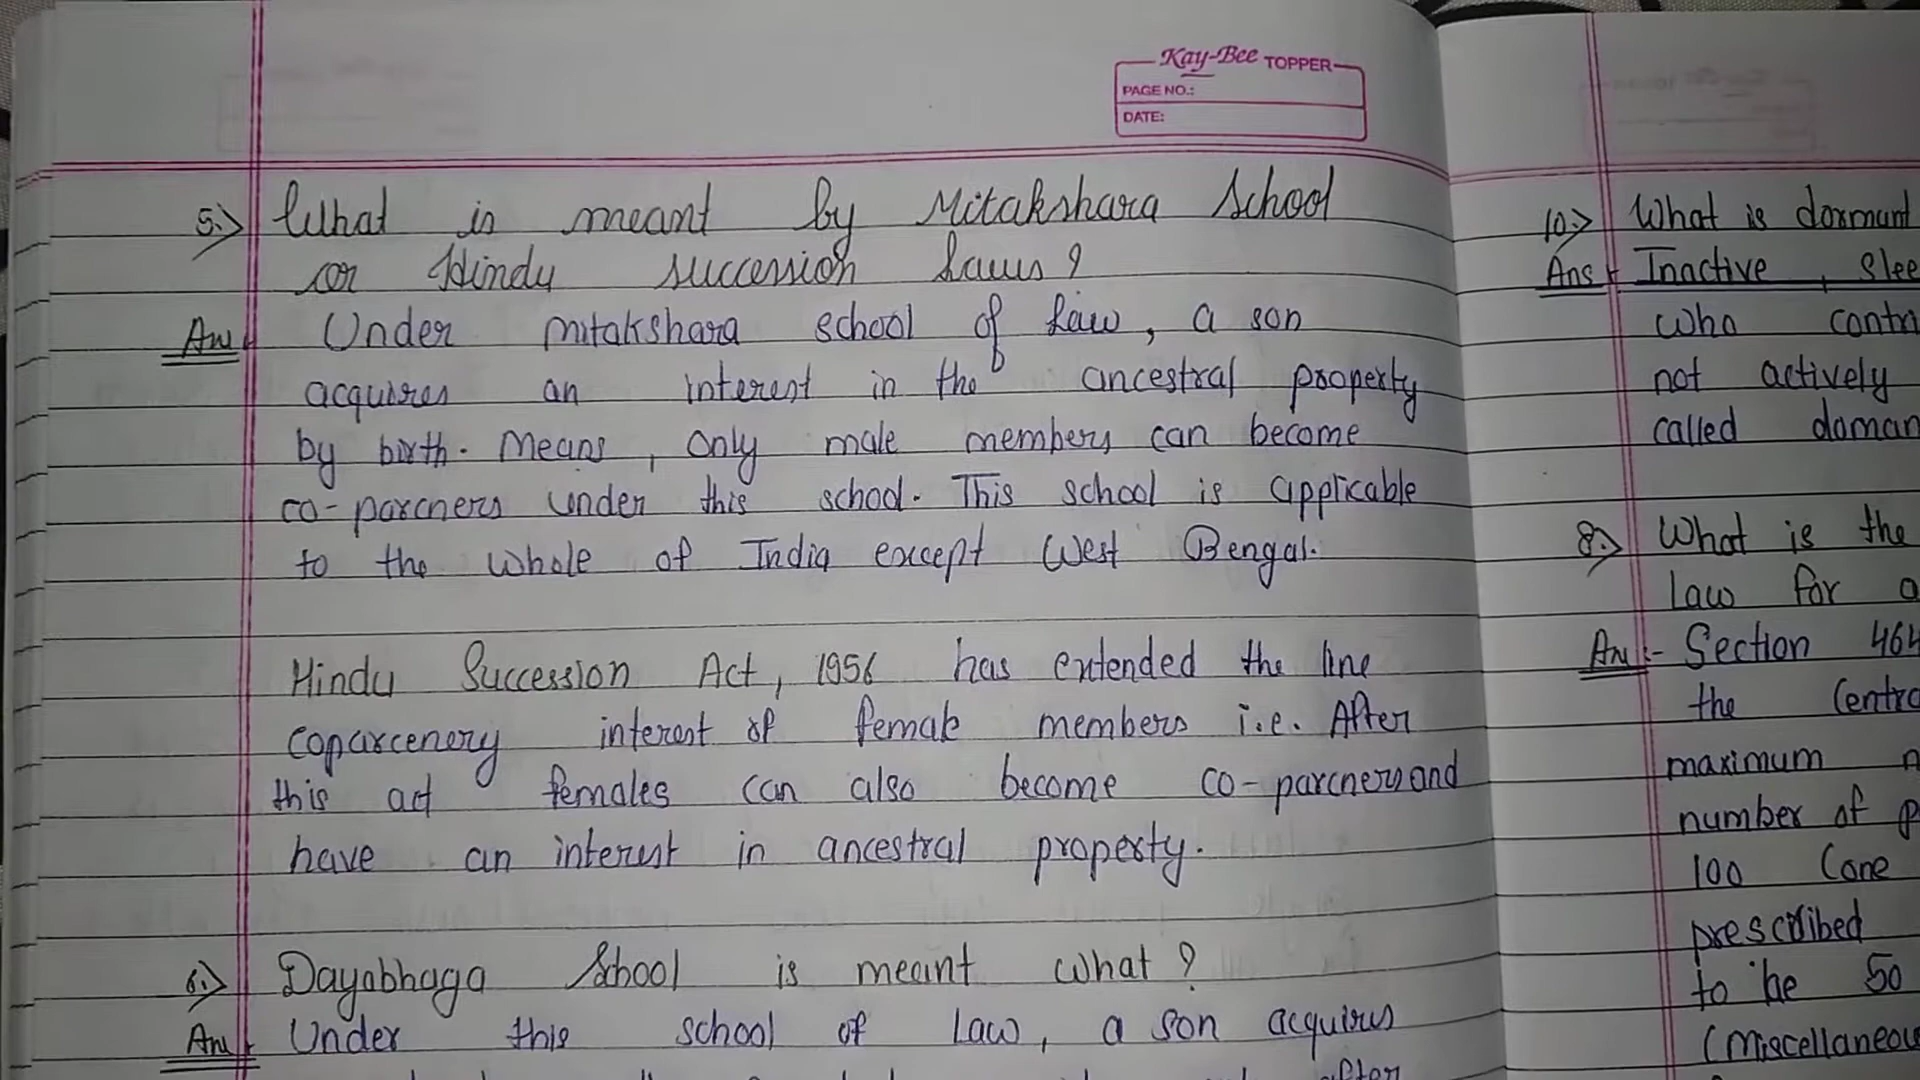 Kay-Bee TOPPER
PAGE NO.:
DATE:
5.> What is meant by Mitakshara School
or Hindu succession Laws?
Ans:- Under mitakshara school of Law, a son
acquires an interest in the ancestral property
by birth. Means, only male members can become
co-parcners under this school. This school is applicable
to the whole of India except West Bengal.
Hindu Succession Act, 1956 has extended the line
coparcenery interest of female members i.e. After
this act females can also become co-parcners and
have an interest in ancestral property.
6.> Dayabhaga School is meant what?
Ans:- Under this school of Law, a son acquires
after
10.> What is dormant
Ans:- Inactive, Slee
who contri
not actively
called doman
8.> What is the
Law for a
Ans:- Section 464
the Centra
maximum n
number of p
100 Cane
prescribed
to be 50
(Miscellaneou